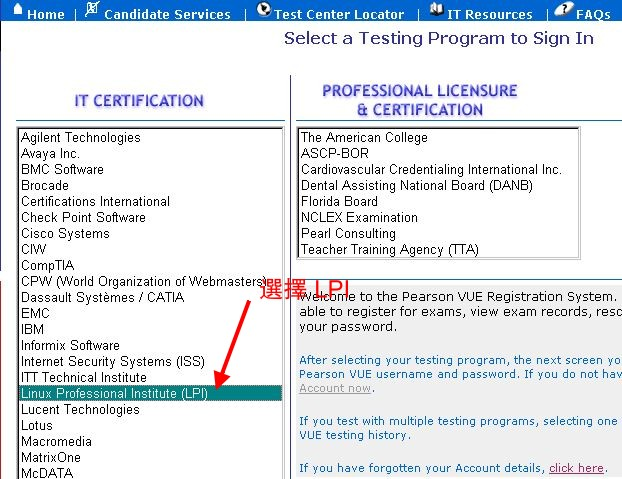 Home | Candidate Services | Test Center Locator | IT Resources | FAQs
Select a Testing Program to Sign In
IT CERTIFICATION
Agilent Technologies
Avaya Inc.
BMC Software
Brocade
Certifications International
Check Point Software
Cisco Systems
CIW
CompTIA
CPW (World Organization of Webmasters)
Dassault Systèmes / CATIA
EMC
IBM
Informix Software
Internet Security Systems (ISS)
ITT Technical Institute
Linux Professional Institute (LPI)
Lucent Technologies
Lotus
Macromedia
MatrixOne
McDATA
PROFESSIONAL LICENSURE
& CERTIFICATION
The American College
ASCP-BOR
Cardiovascular Credentialing International Inc.
Dental Assisting National Board (DANB)
Florida Board
NCLEX Examination
Pearl Consulting
Teacher Training Agency (TTA)
選擇 LPI
Welcome to the Pearson VUE Registration System.
able to register for exams, view exam records, resc
your password.
After selecting your testing program, the next screen yo
Pearson VUE username and password. If you do not hav
Account now.
If you test with multiple testing programs, selecting one
VUE testing history.
If you have forgotten your Account details, click here.